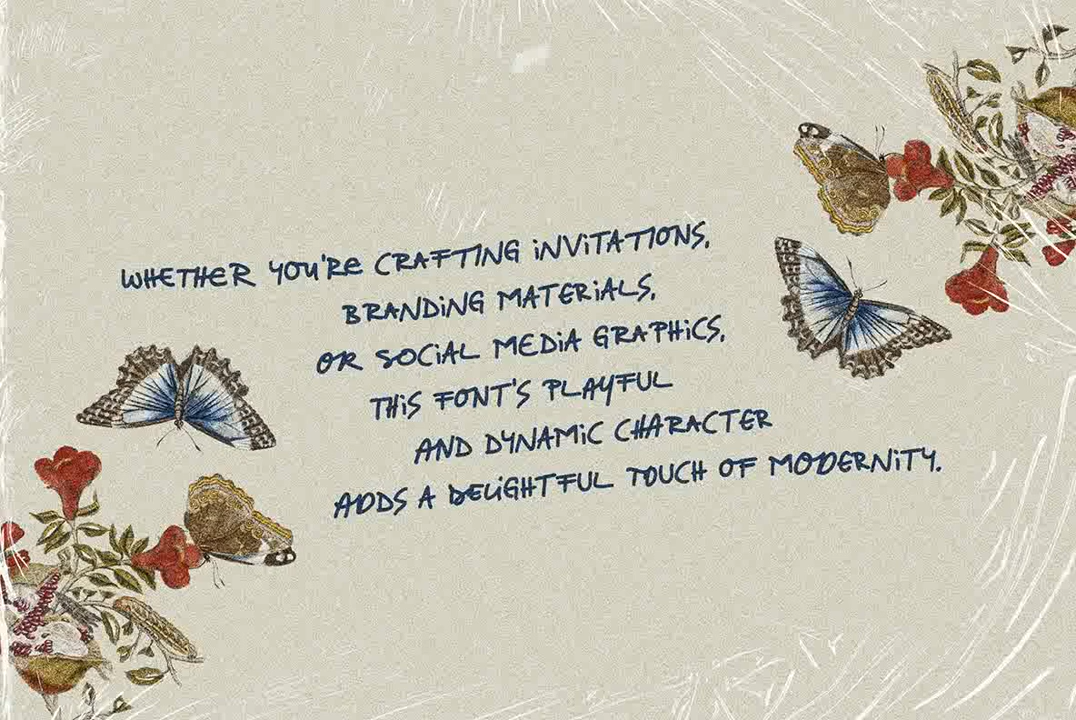 WHETHER YOU'RE CRAFTING iNViTATIONS,
BRANDiNG MATERiALS,
OR SOCiAL MEDiA GRAPHiCS,
THiS FONT'S PLAYFUL
AND DYNAMiC CHARACTER
ADDS A DELiGHTFUL TOUCH OF MODERNiTY.